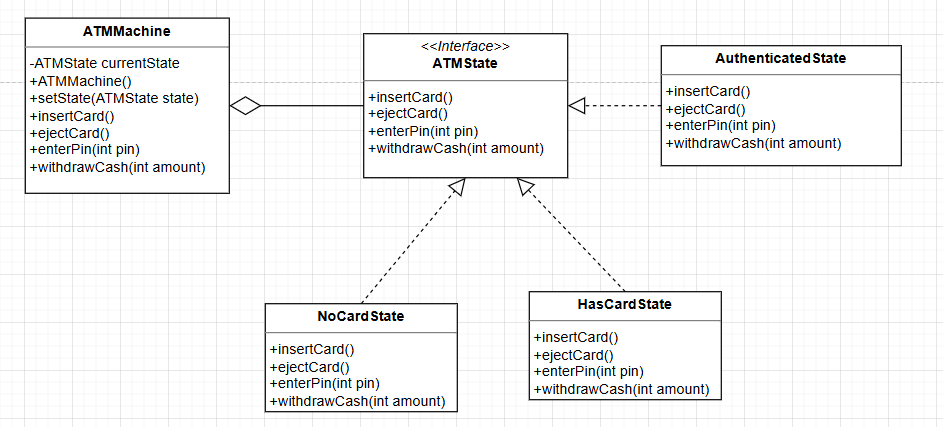 ATMMachine
-ATMState currentState
+ATMMachine()
+setState(ATMState state)
+insertCard()
+ejectCard()
+enterPin(int pin)
+withdrawCash(int amount)
<<Interface>>
ATMState
+insertCard()
+ejectCard()
+enterPin(int pin)
+withdrawCash(int amount)
AuthenticatedState
+insertCard()
+ejectCard()
+enterPin(int pin)
+withdrawCash(int amount)
NoCardState
+insertCard()
+ejectCard()
+enterPin(int pin)
+withdrawCash(int amount)
HasCardState
+insertCard()
+ejectCard()
+enterPin(int pin)
+withdrawCash(int amount)